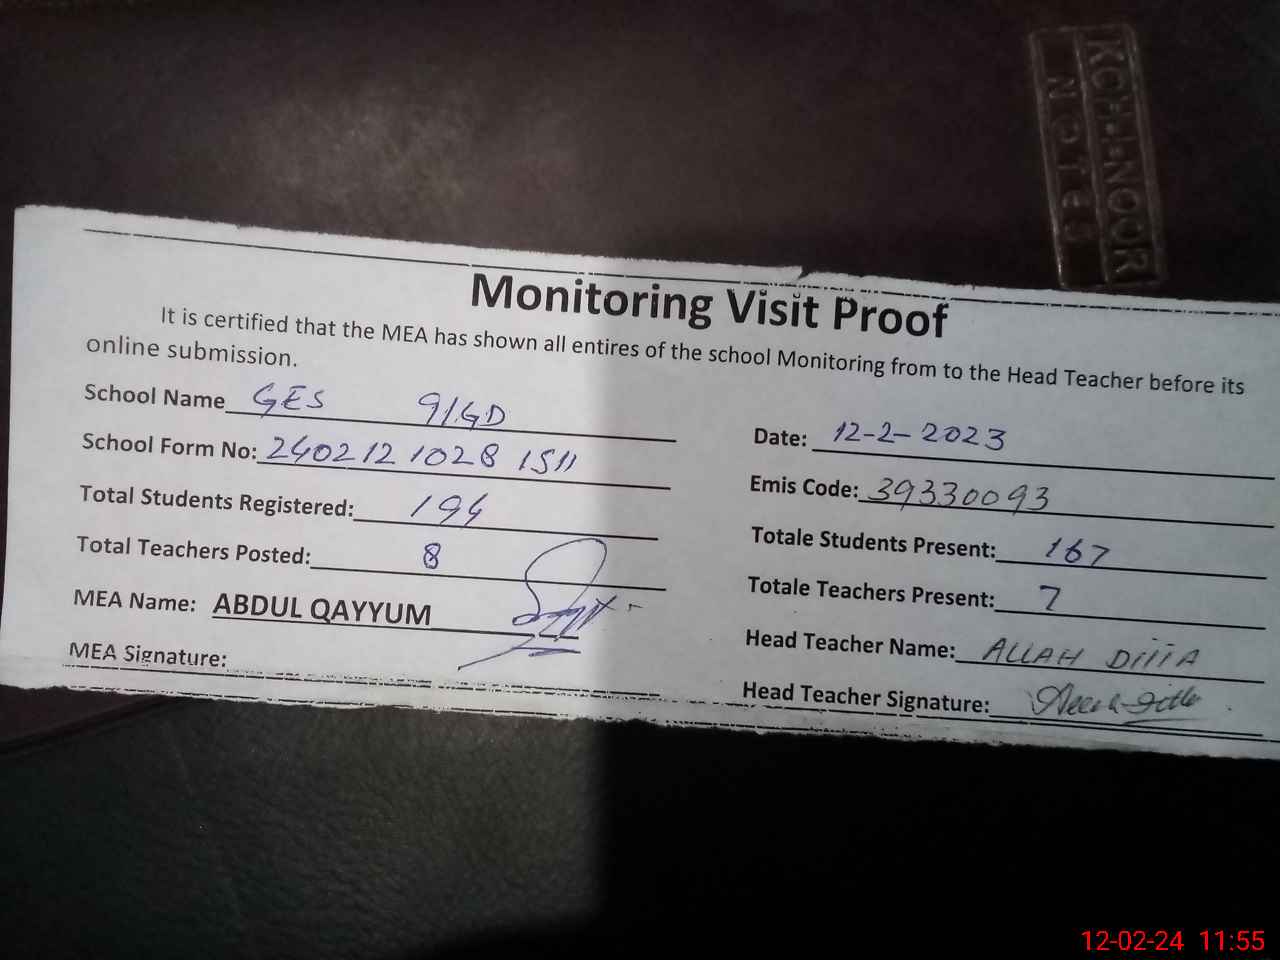 KOH-I-NOOR
NOTES
Monitoring Visit Proof
It is certified that the MEA has shown all entires of the school Monitoring from to the Head Teacher before its
online submission.
School Name GES 91GD
Date: 12-2-2023
School Form No: 2402121028 1511
Emis Code: 39330093
Total Students Registered: 194
Totale Students Present: 167
Total Teachers Posted: 8
Totale Teachers Present: 7
MEA Name: ABDUL QAYYUM
Head Teacher Name: ALLAH Ditta
MEA Signature:
Head Teacher Signature:
12-02-24 11:55